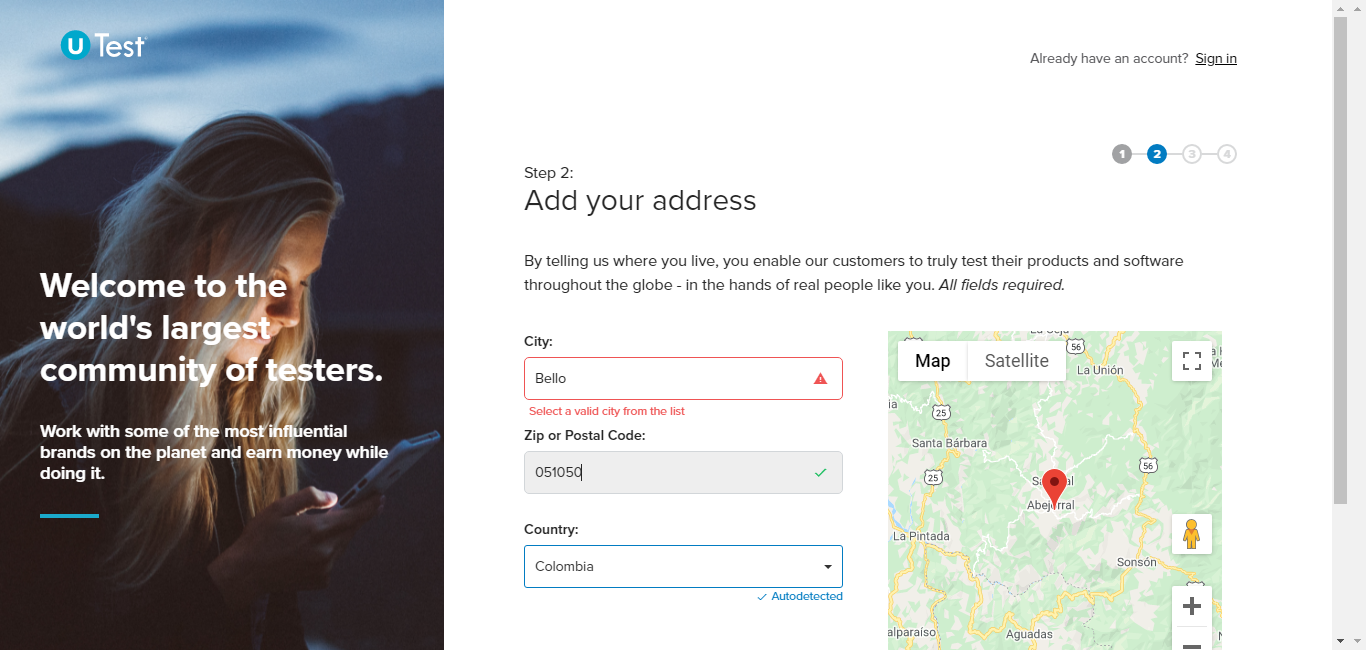 U Test
Already have an account? Sign in
1 2 3 4
Step 2:
Add your address
By telling us where you live, you enable our customers to truly test their products and software
throughout the globe - in the hands of real people like you. All fields required.
Welcome to the
world's largest
community of testers.
Work with some of the most influential
brands on the planet and earn money while
doing it.
City:
Bello
Select a valid city from the list
Zip or Postal Code:
051050
Country:
Colombia
Autodetected
Map Satellite
56
La Unión
25
Santa Bárbara
56
25
Abejorral
La Pintada
Sonsón
Aguadas